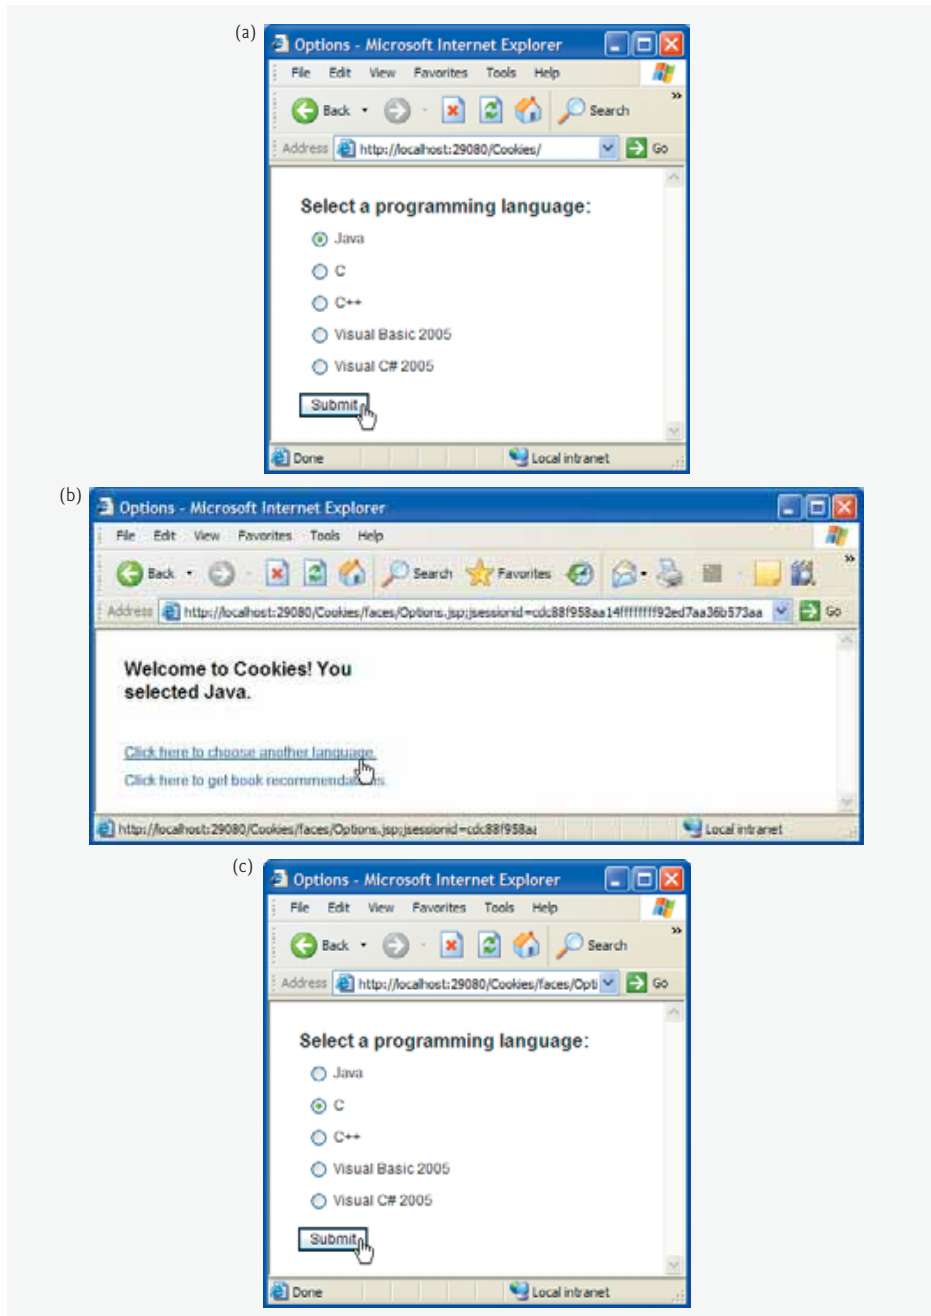 (a)
Options - Microsoft Internet Explorer
File Edit View Favorites Tools Help
Back Search »
Address http://localhost:29080/Cookies/ Go
Select a programming language:
Java
C
C++
Visual Basic 2005
Visual C# 2005
Submit
Done Local intranet
(b)
Options - Microsoft Internet Explorer
File Edit View Favorites Tools Help
Back Search Favorites »
Address http://localhost:29080/Cookies/faces/Options.jsp;jsessionid=cdc88f958aa14ffffffff92ed7aa36b573aa Go
Welcome to Cookies! You
selected Java.
Click here to choose another language.
Click here to get book
http://localhost:29080/Cookies/faces/Options.jsp;jsessionid=cdc88f958aa Local intranet
(c)
Options - Microsoft Internet Explorer
File Edit View Favorites Tools Help
Back Search »
Address http://localhost:29080/Cookies/faces/Opti Go
Select a programming language:
Java
C
C++
Visual Basic 2005
Visual C# 2005
Submit
Done Local intranet